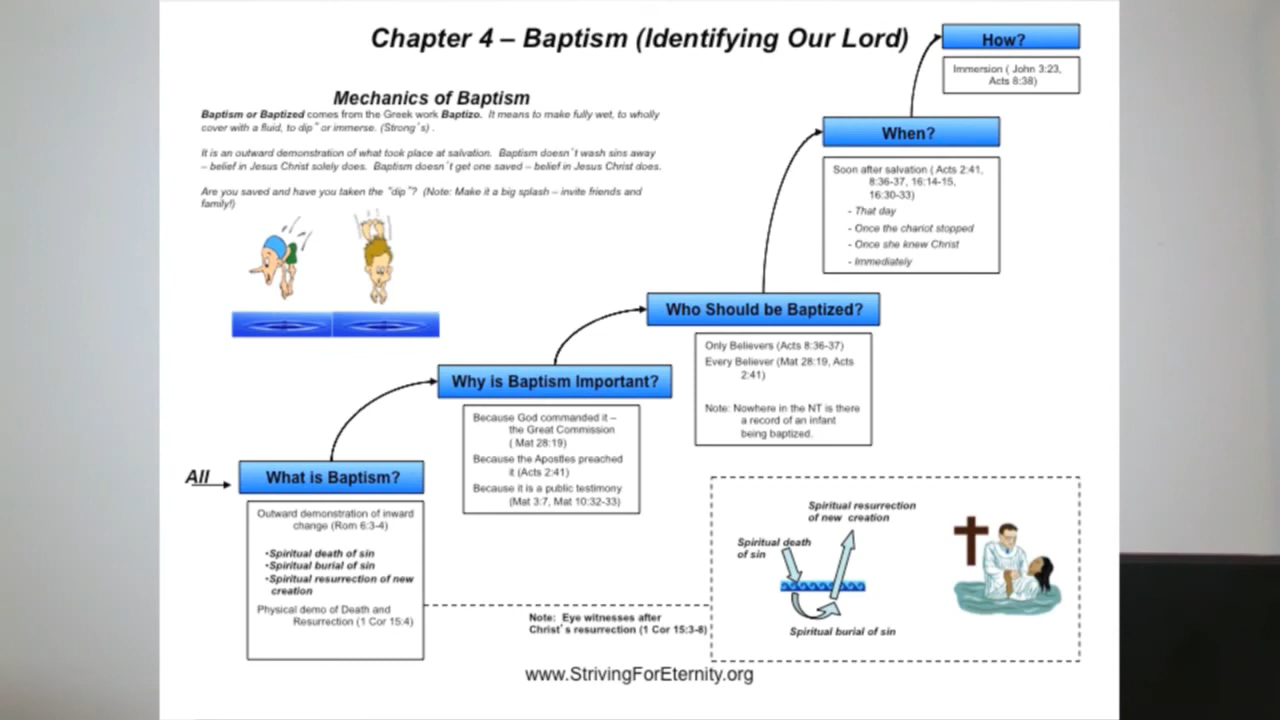 Chapter 4 – Baptism (Identifying Our Lord)
Mechanics of Baptism
Baptism or Baptized comes from the Greek work Baptizo. It means to make fully wet, to wholly
cover with a fluid, to dip" or immerse. (Strong's) .
It is an outward demonstration of what took place at salvation. Baptism doesn't wash sins away
– belief in Jesus Christ solely does. Baptism doesn't get one saved – belief in Jesus Christ does.
Are you saved and have you taken the "dip"? (Note: Make it a big splash – invite friends and
family!)
All
What is Baptism?
Outward demonstration of inward
change (Rom 6:3-4)
•Spiritual death of sin
•Spiritual burial of sin
•Spiritual resurrection of new
creation
Physical demo of Death and
Resurrection (1 Cor 15:4)
Why is Baptism Important?
Because God commanded it –
the Great Commission
( Mat 28:19)
Because the Apostles preached
it (Acts 2:41)
Because it is a public testimony
(Mat 3:7, Mat 10:32-33)
Who Should be Baptized?
Only Believers (Acts 8:36-37)
Every Believer (Mat 28:19, Acts
2:41)
Note: Nowhere in the NT is there
a record of an infant
being baptized.
When?
Soon after salvation ( Acts 2:41,
8:36-37, 16:14-15,
16:30-33)
- That day
- Once the chariot stopped
- Once she knew Christ
- Immediately
How?
Immersion ( John 3:23,
Acts 8:38)
Note: Eye witnesses after
Christ's resurrection (1 Cor 15:3-8)
Spiritual death
of sin
Spiritual resurrection
of new creation
Spiritual burial of sin
www.StrivingForEternity.org